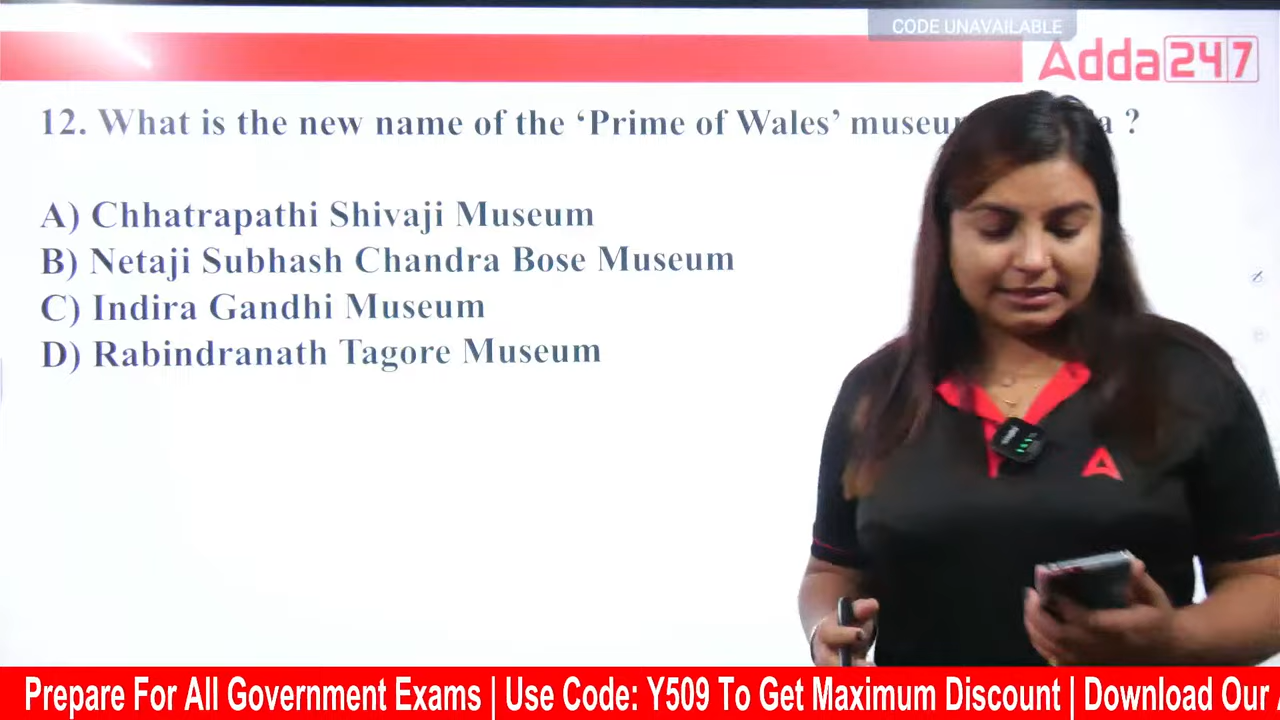 CODE UNAVAILABLE
Adda247
12. What is the new name of the ‘Prime of Wales’ ?
A) Chhatrapathi Shivaji Museum
B) Netaji Subhash Chandra Bose Museum
C) Indira Gandhi Museum
D) Rabindranath Tagore Museum
Prepare For All Government Exams | Use Code: Y509 To Get Maximum Discount | Download Our